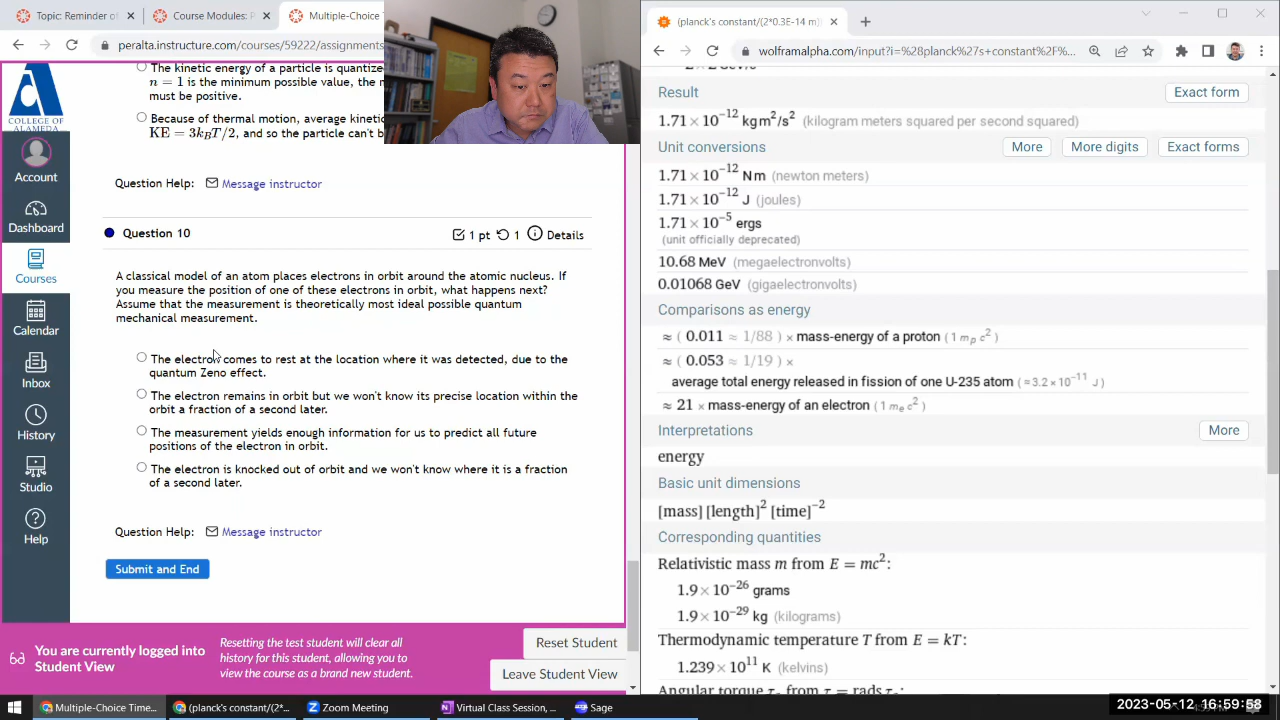 Topic Reminder (
Course Modules: P
Multiple-Choice
(planck's constant/(2*0.3E-14 m)
peralta.instructure.com/courses/59222/assignments
wolframalpha.com/input?i=%28planck%27s+constant%2F%...
COLLEGE OF
ALAMEDA
Account
Dashboard
Courses
Calendar
Inbox
History
Studio
Help
The kinetic energy of a particle is quantize
n = 1 is the minimum possible value, the m
must be positive.
Because of thermal motion, average kineti
KE = 3k_BT/2, and so the particle can't b
Question Help: Message instructor
Question 10
1 pt 1 Details
A classical model of an atom places electrons in orbit around the atomic nucleus. If
you measure the position of one of these electrons in orbit, what happens next?
Assume that the measurement is theoretically most ideal possible quantum
mechanical measurement.
The electron comes to rest at the location where it was detected, due to the
quantum Zeno effect.
The electron remains in orbit but we won't know its precise location within the
orbit a fraction of a second later.
The measurement yields enough information for us to predict all future
positions of the electron in orbit.
The electron is knocked out of orbit and we won't know where it is a fraction
of a second later.
Question Help: Message instructor
Submit and End
You are currently logged into
Student View
Resetting the test student will clear all
history for this student, allowing you to
view the course as a brand new student.
Reset Student
Leave Student View
Result
Exact form
1.71×10⁻¹² kg m²/s² (kilogram meters squared per second squared)
Unit conversions
More
More digits
Exact forms
1.71×10⁻¹² N m (newton meters)
1.71×10⁻¹² J (joules)
1.71×10⁻⁵ ergs
(unit officially deprecated)
10.68 MeV (megaelectronvolts)
0.01068 GeV (gigaelectronvolts)
Comparisons as energy
≈ ( 0.011 ≈ 1/88 ) × mass-energy of a proton ( 1 m_p c² )
≈ ( 0.053 ≈ 1/19 ) ×
average total energy released in fission of one U-235 atom ( ≈ 3.2 × 10⁻¹¹ J )
≈ 21 × mass-energy of an electron ( 1 m_e c² )
Interpretations
More
energy
Basic unit dimensions
[mass] [length]² [time]⁻²
Corresponding quantities
Relativistic mass m from E = mc²:
1.9×10⁻²⁶ grams
1.9×10⁻²⁹ kg (kilograms)
Thermodynamic temperature T from E = kT:
1.239×10¹¹ K (kelvins)
Multiple-Choice Time...
(planck's constant/(2*...
Zoom Meeting
Virtual Class Session, ...
Sage
2023-05-12 16:59:58